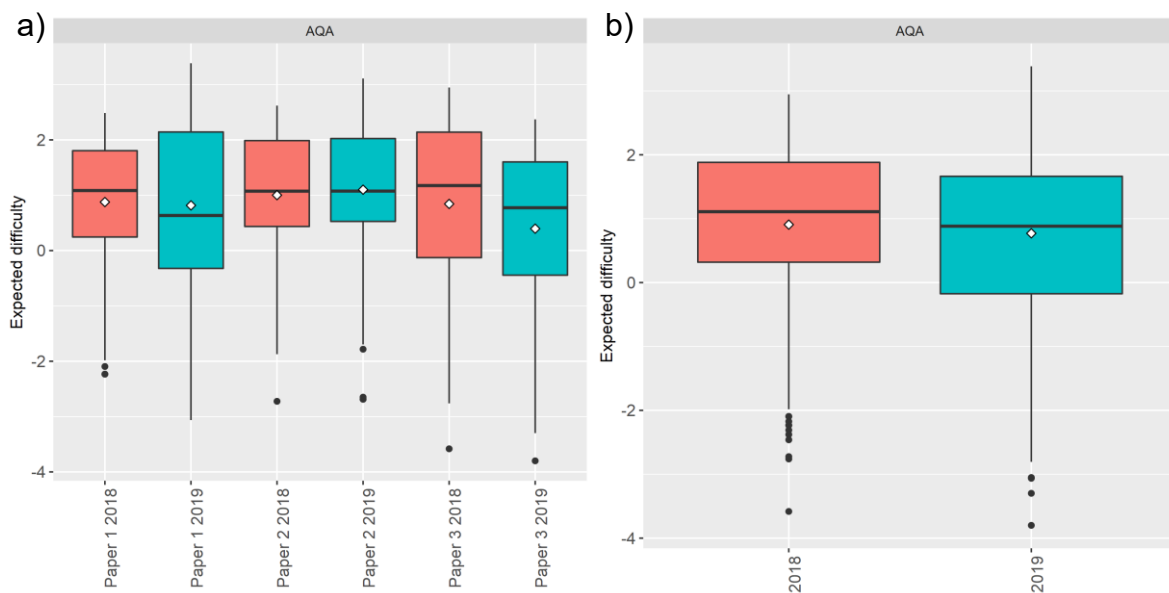 a)
AQA
Expected difficulty
2
0
-2
-4
Paper 1 2018
Paper 1 2019
Paper 2 2018
Paper 2 2019
Paper 3 2018
Paper 3 2019
b)
AQA
Expected difficulty
2
0
-2
-4
2018
2019